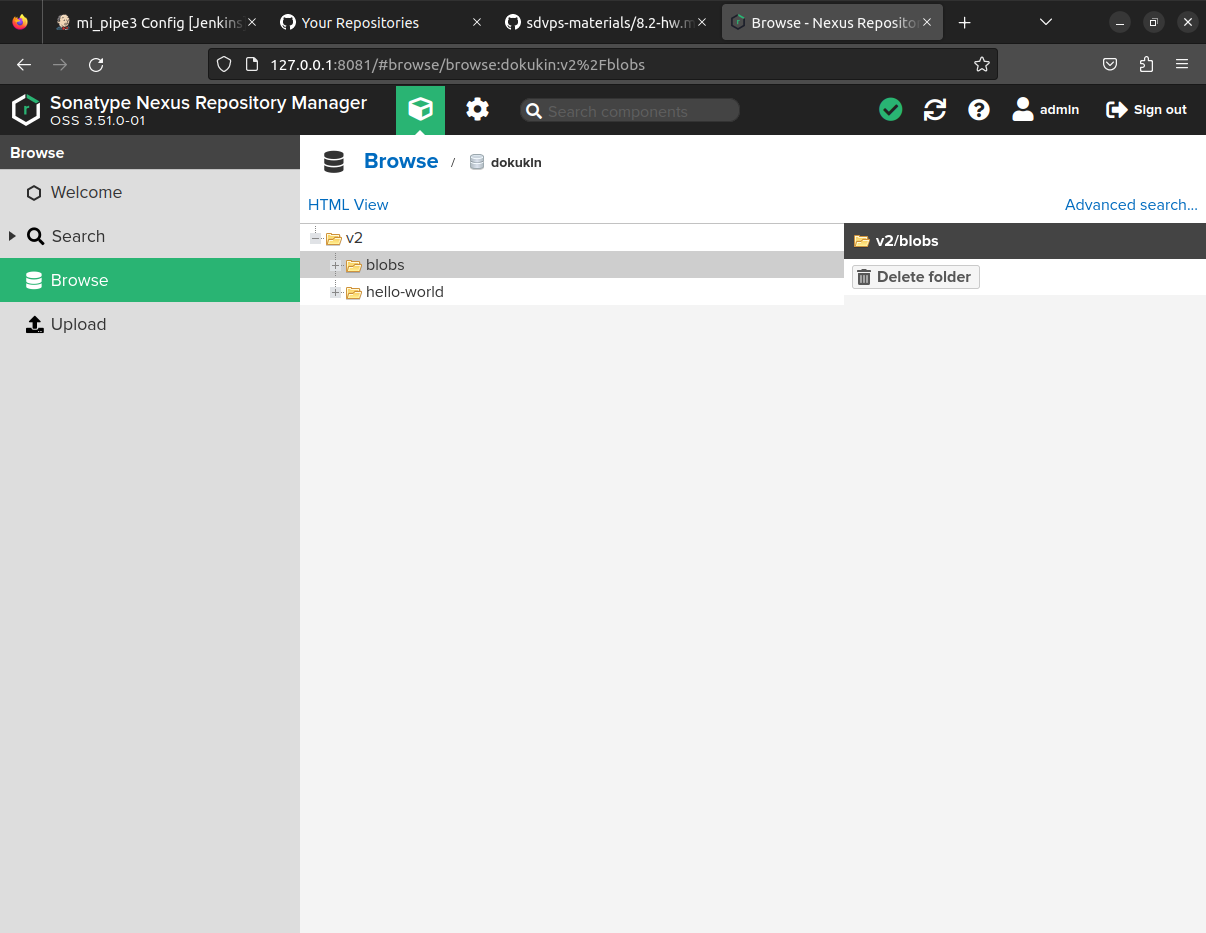 mi_pipe3 Config [Jenkins
Your Repositories
sdvps-materials/8.2-hw.m
Browse - Nexus Reposito
127.0.0.1:8081/#browse/browse:dokukin:v2%2Fblobs
Sonatype Nexus Repository Manager
OSS 3.51.0-01
Search components
admin
Sign out
Browse
Welcome
Search
Browse
Upload
Browse / dokukin
HTML View
Advanced search...
v2
blobs
hello-world
v2/blobs
Delete folder